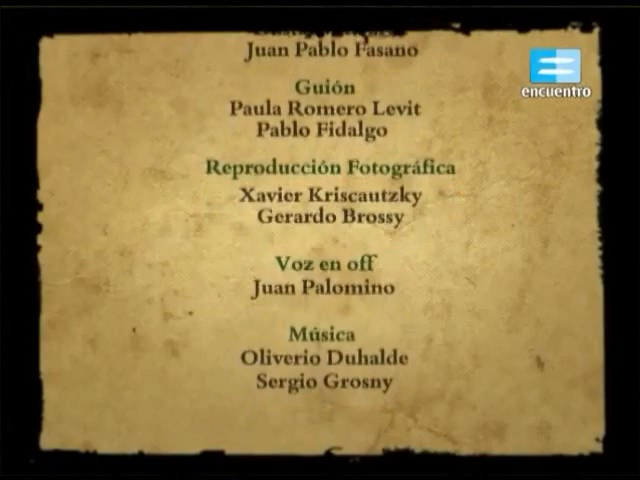 Juan Pablo Fasano
encuentro
Guión
Paula Romero Levit
Pablo Fidalgo
Reproducción Fotográfica
Xavier Kriscautzky
Gerardo Brossy
Voz en off
Juan Palomino
Música
Oliverio Duhalde
Sergio Grosny